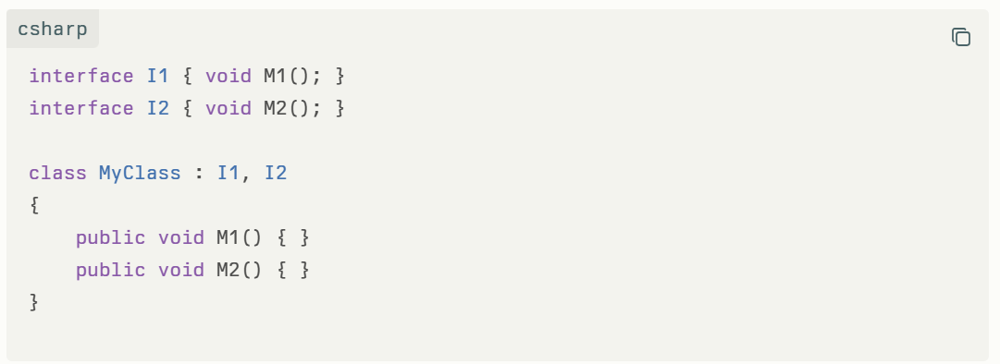 csharp
interface I1 { void M1(); }
interface I2 { void M2(); }
class MyClass : I1, I2
{
    public void M1() { }
    public void M2() { }
}